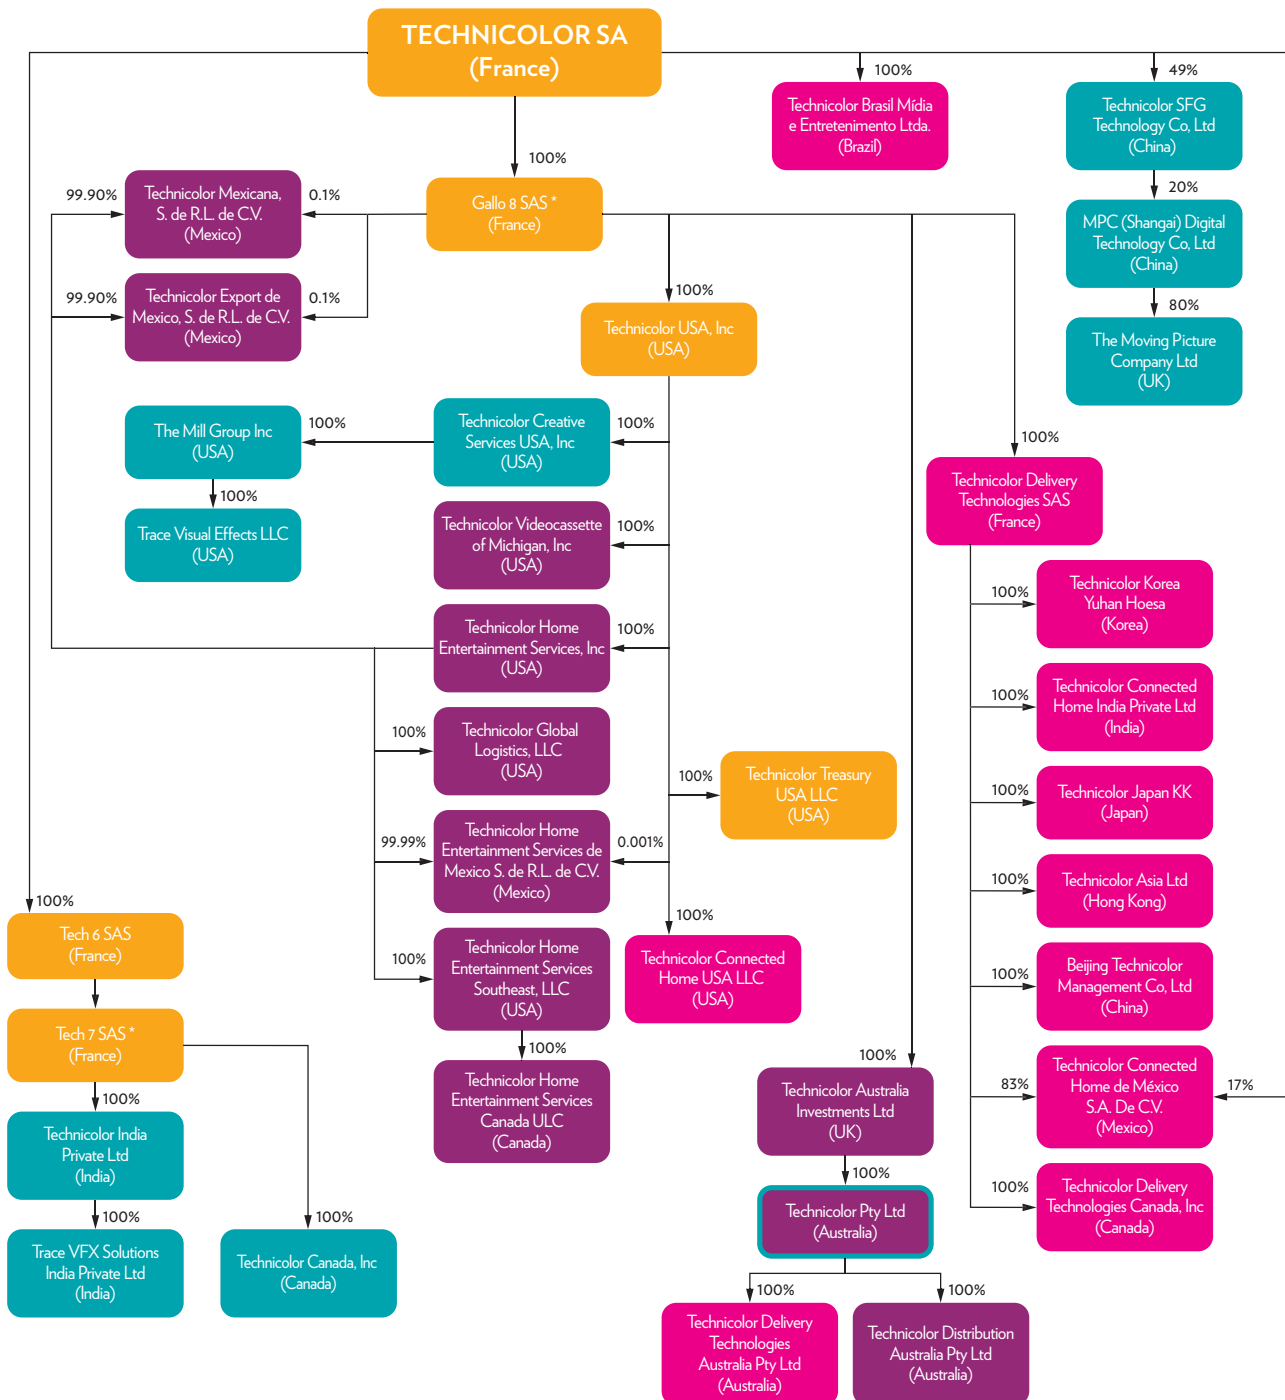 TECHNICOLOR SA
(France)
100%
Technicolor Brasil Mídia
e Entretenimento Ltda.
(Brazil)
49%
Technicolor SFG
Technology Co, Ltd
(China)
20%
MPC (Shangai) Digital
Technology Co, Ltd
(China)
80%
The Moving Picture
Company Ltd
(UK)
100%
Gallo 8 SAS *
(France)
99.90%
Technicolor Mexicana,
S. de R.L. de C.V.
(Mexico)
0.1%
99.90%
Technicolor Export de
Mexico, S. de R.L. de C.V.
(Mexico)
0.1%
100%
Technicolor USA, Inc
(USA)
The Mill Group Inc
(USA)
100%
Technicolor Creative
Services USA, Inc
(USA)
100%
100%
Trace Visual Effects LLC
(USA)
Technicolor Videocassette
of Michigan, Inc
(USA)
100%
Technicolor Home
Entertainment Services, Inc
(USA)
100%
100%
Technicolor Global
Logistics, LLC
(USA)
100%
Technicolor Treasury
USA LLC
(USA)
99.99%
Technicolor Home
Entertainment Services de
Mexico S. de R.L. de C.V.
(Mexico)
0.001%
100%
Technicolor Home
Entertainment Services
Southeast, LLC
(USA)
100%
Technicolor Connected
Home USA LLC
(USA)
100%
Technicolor Home
Entertainment Services
Canada ULC
(Canada)
100%
Technicolor Delivery
Technologies SAS
(France)
100%
Technicolor Korea
Yuhan Hoesa
(Korea)
100%
Technicolor Connected
Home India Private Ltd
(India)
100%
Technicolor Japan KK
(Japan)
100%
Technicolor Asia Ltd
(Hong Kong)
100%
Beijing Technicolor
Management Co, Ltd
(China)
83%
Technicolor Connected
Home de México
S.A. De C.V.
(Mexico)
17%
100%
Technicolor Delivery
Technologies Canada, Inc
(Canada)
100%
Technicolor Australia
Investments Ltd
(UK)
100%
Technicolor Pty Ltd
(Australia)
100%
Technicolor Delivery
Technologies
Australia Pty Ltd
(Australia)
100%
Technicolor Distribution
Australia Pty Ltd
(Australia)
100%
Tech 6 SAS
(France)
Tech 7 SAS *
(France)
100%
Technicolor India
Private Ltd
(India)
100%
Trace VFX Solutions
India Private Ltd
(India)
100%
Technicolor Canada, Inc
(Canada)